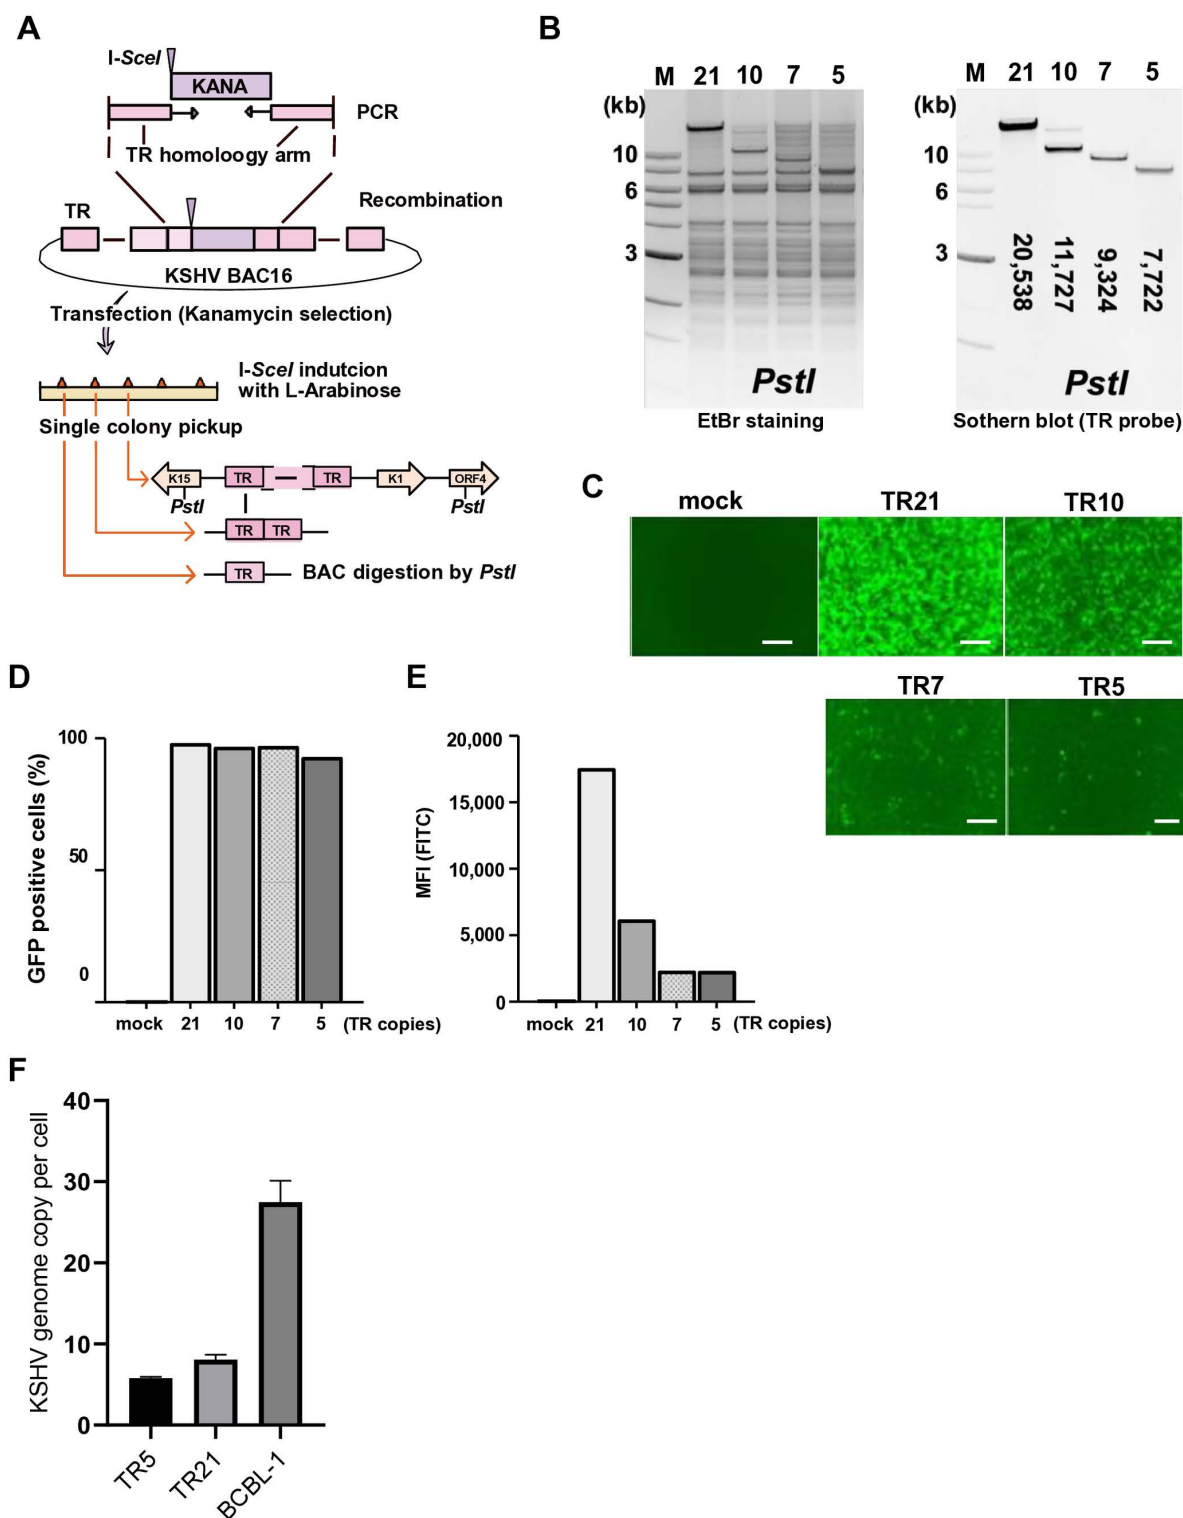 A
I-SceI
KANA
PCR
TR homoloogy arm
TR
Recombination
KSHV BAC16
Transfection (Kanamycin selection)
I-SceI indutcion
with L-Arabinose
Single colony pickup
K15
TR
TR
K1
ORF4
PstI
PstI
TR
TR
TR
BAC digestion by PstI
B
M 21 10 7 5
(kb)
10
6
3
PstI
EtBr staining
M 21 10 7 5
(kb)
10
6
3
20,538
11,727
9,324
7,722
PstI
Sothern blot (TR probe)
C
mock
TR21
TR10
TR7
TR5
D
GFP positive cells (%)
100
50
0
mock 21 10 7 5 (TR copies)
E
MFI (FITC)
20,000
15,000
10,000
5,000
0
mock 21 10 7 5 (TR copies)
F
KSHV genome copy per cell
40
30
20
10
0
TR5
TR21
BCBL-1